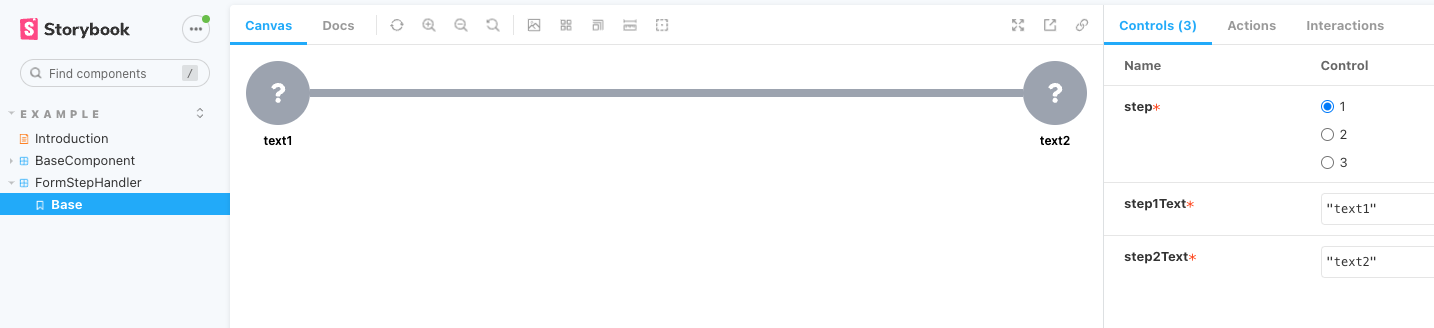 Storybook
Find components /
EXAMPLE
Introduction
BaseComponent
FormStepHandler
Base
Canvas Docs
? ?
text1 text2
Controls (3) Actions Interactions
Name Control
step* 1
2
3
step1Text* "text1"
step2Text* "text2"